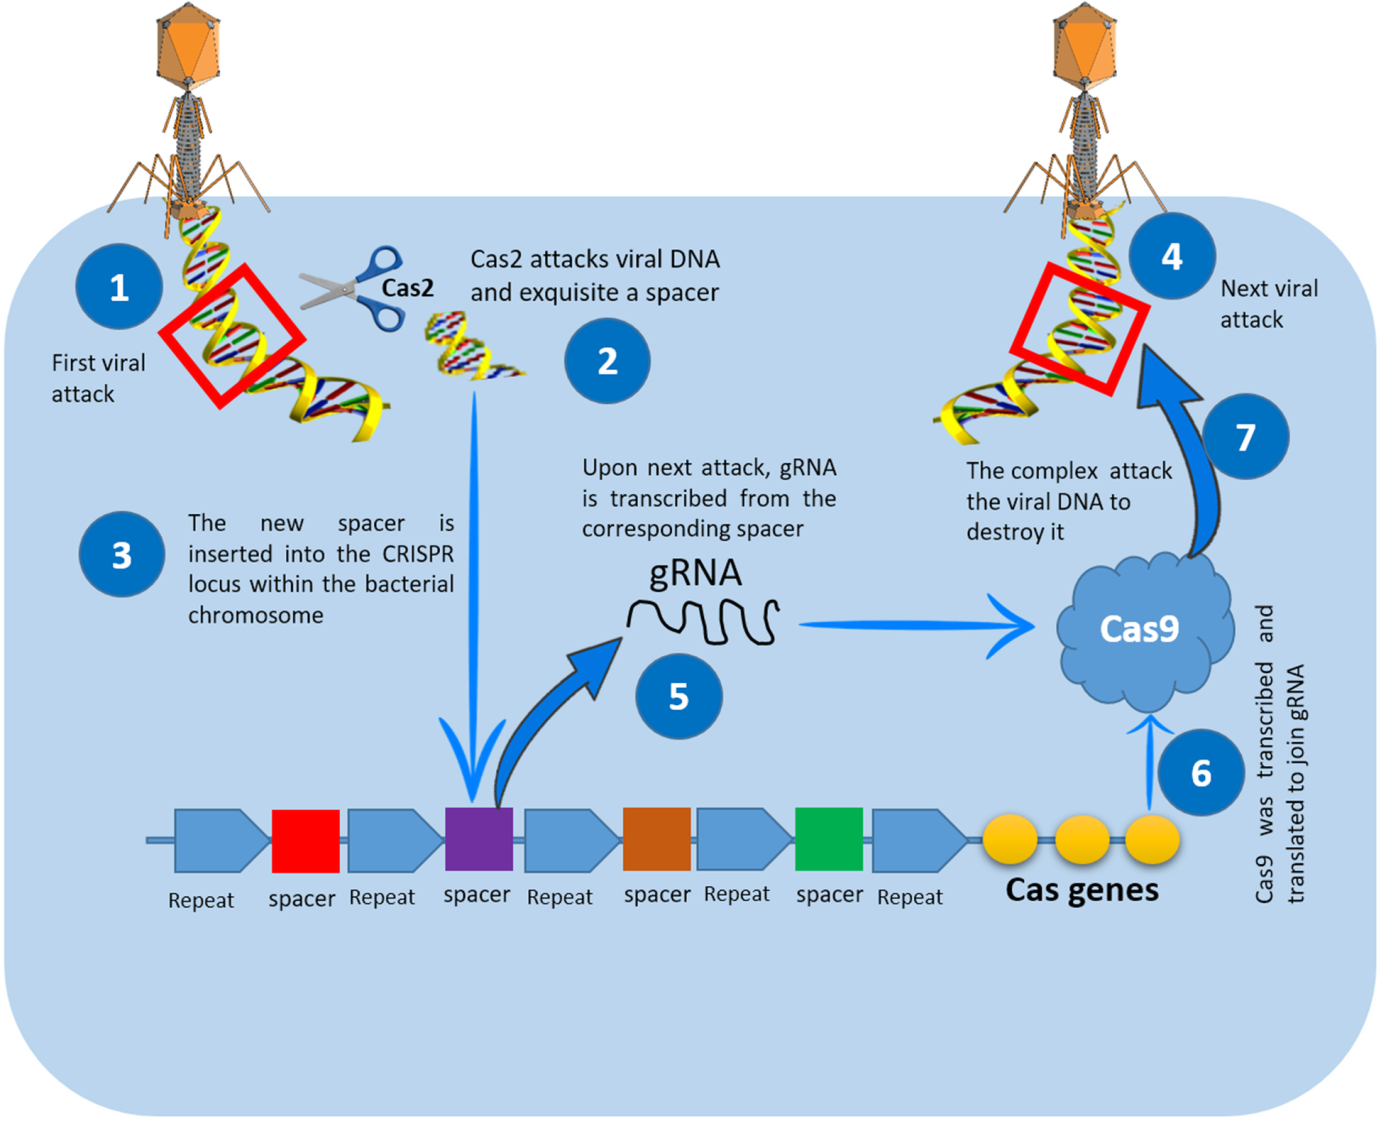 1
First viral
attack
Cas2
Cas2 attacks viral DNA
and exquisite a spacer
2
3
The new spacer is
inserted into the CRISPR
locus within the bacterial
chromosome
4
Next viral
attack
Upon next attack, gRNA
is transcribed from the
corresponding spacer
gRNA
5
7
The complex attack
the viral DNA to
destroy it
Cas9
6
Cas9 was transcribed and
translated to join gRNA
Repeat
spacer
Repeat
spacer
Repeat
spacer
Repeat
spacer
Repeat
Cas genes